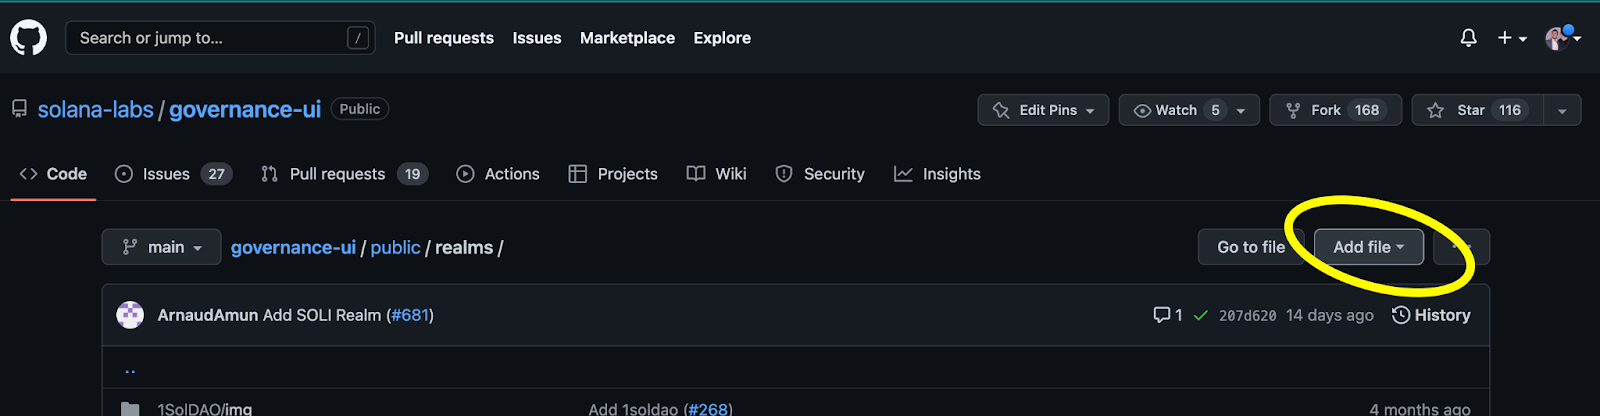 Search or jump to... / Pull requests Issues Marketplace Explore
solana-labs / governance-ui Public Edit Pins Watch 5 Fork 168 Star 116
Code Issues 27 Pull requests 19 Actions Projects Wiki Security Insights
main governance-ui / public / realms / Go to file Add file
ArnaudAmun Add SOLI Realm (#681) 1 207d620 14 days ago History
..
1SolDAO/img Add 1soldao (#268) 4 months ago